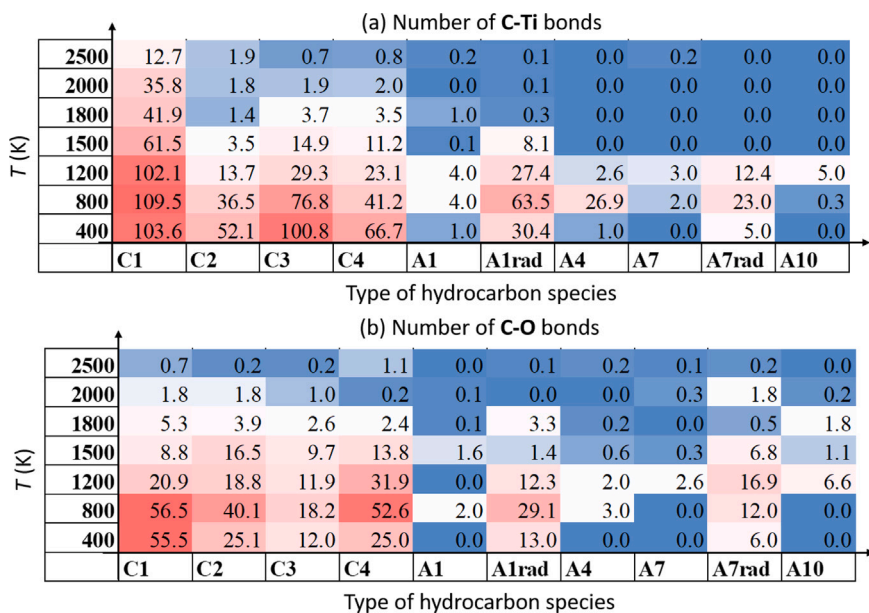 (a) Number of C-Ti bonds
2500 12.7 1.9 0.7 0.8 0.2 0.1 0.0 0.2 0.0 0.0
2000 35.8 1.8 1.9 2.0 0.0 0.1 0.0 0.0 0.0 0.0
1800 41.9 1.4 3.7 3.5 1.0 0.3 0.0 0.0 0.0 0.0
1500 61.5 3.5 14.9 11.2 0.1 8.1 0.0 0.0 0.0 0.0
1200 102.1 13.7 29.3 23.1 4.0 27.4 2.6 3.0 12.4 5.0
800 109.5 36.5 76.8 41.2 4.0 63.5 26.9 2.0 23.0 0.3
400 103.6 52.1 100.8 66.7 1.0 30.4 1.0 0.0 5.0 0.0
T (K)
C1 C2 C3 C4 A1 A1rad A4 A7 A7rad A10
Type of hydrocarbon species
(b) Number of C-O bonds
2500 0.7 0.2 0.2 1.1 0.0 0.1 0.2 0.1 0.2 0.0
2000 1.8 1.8 1.0 0.2 0.1 0.0 0.0 0.3 1.8 0.2
1800 5.3 3.9 2.6 2.4 0.1 3.3 0.2 0.0 0.5 1.8
1500 8.8 16.5 9.7 13.8 1.6 1.4 0.6 0.3 6.8 1.1
1200 20.9 18.8 11.9 31.9 0.0 12.3 2.0 2.6 16.9 6.6
800 56.5 40.1 18.2 52.6 2.0 29.1 3.0 0.0 12.0 0.0
400 55.5 25.1 12.0 25.0 0.0 13.0 0.0 0.0 6.0 0.0
T (K)
C1 C2 C3 C4 A1 A1rad A4 A7 A7rad A10
Type of hydrocarbon species